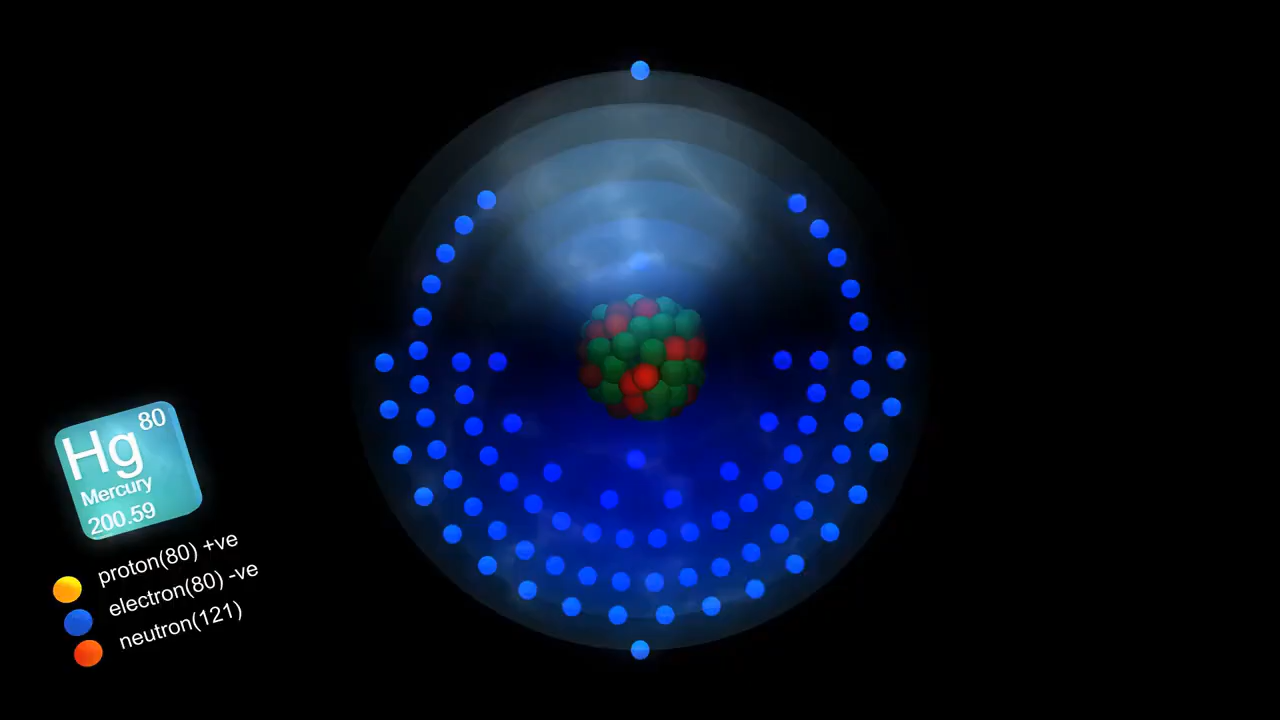 80
Hg
Mercury
200.59
proton(80) +ve
electron(80) -ve
neutron(121)